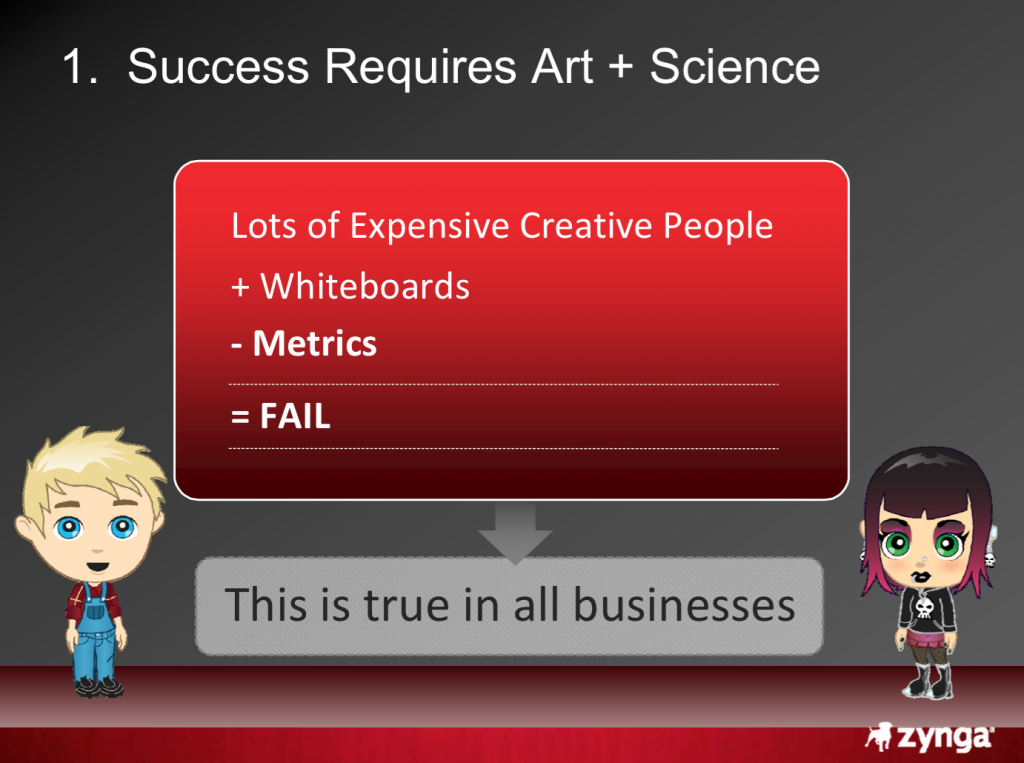 1. Success Requires Art + Science
Lots of Expensive Creative People
+ Whiteboards
- Metrics
= FAIL
This is true in all businesses
zynga